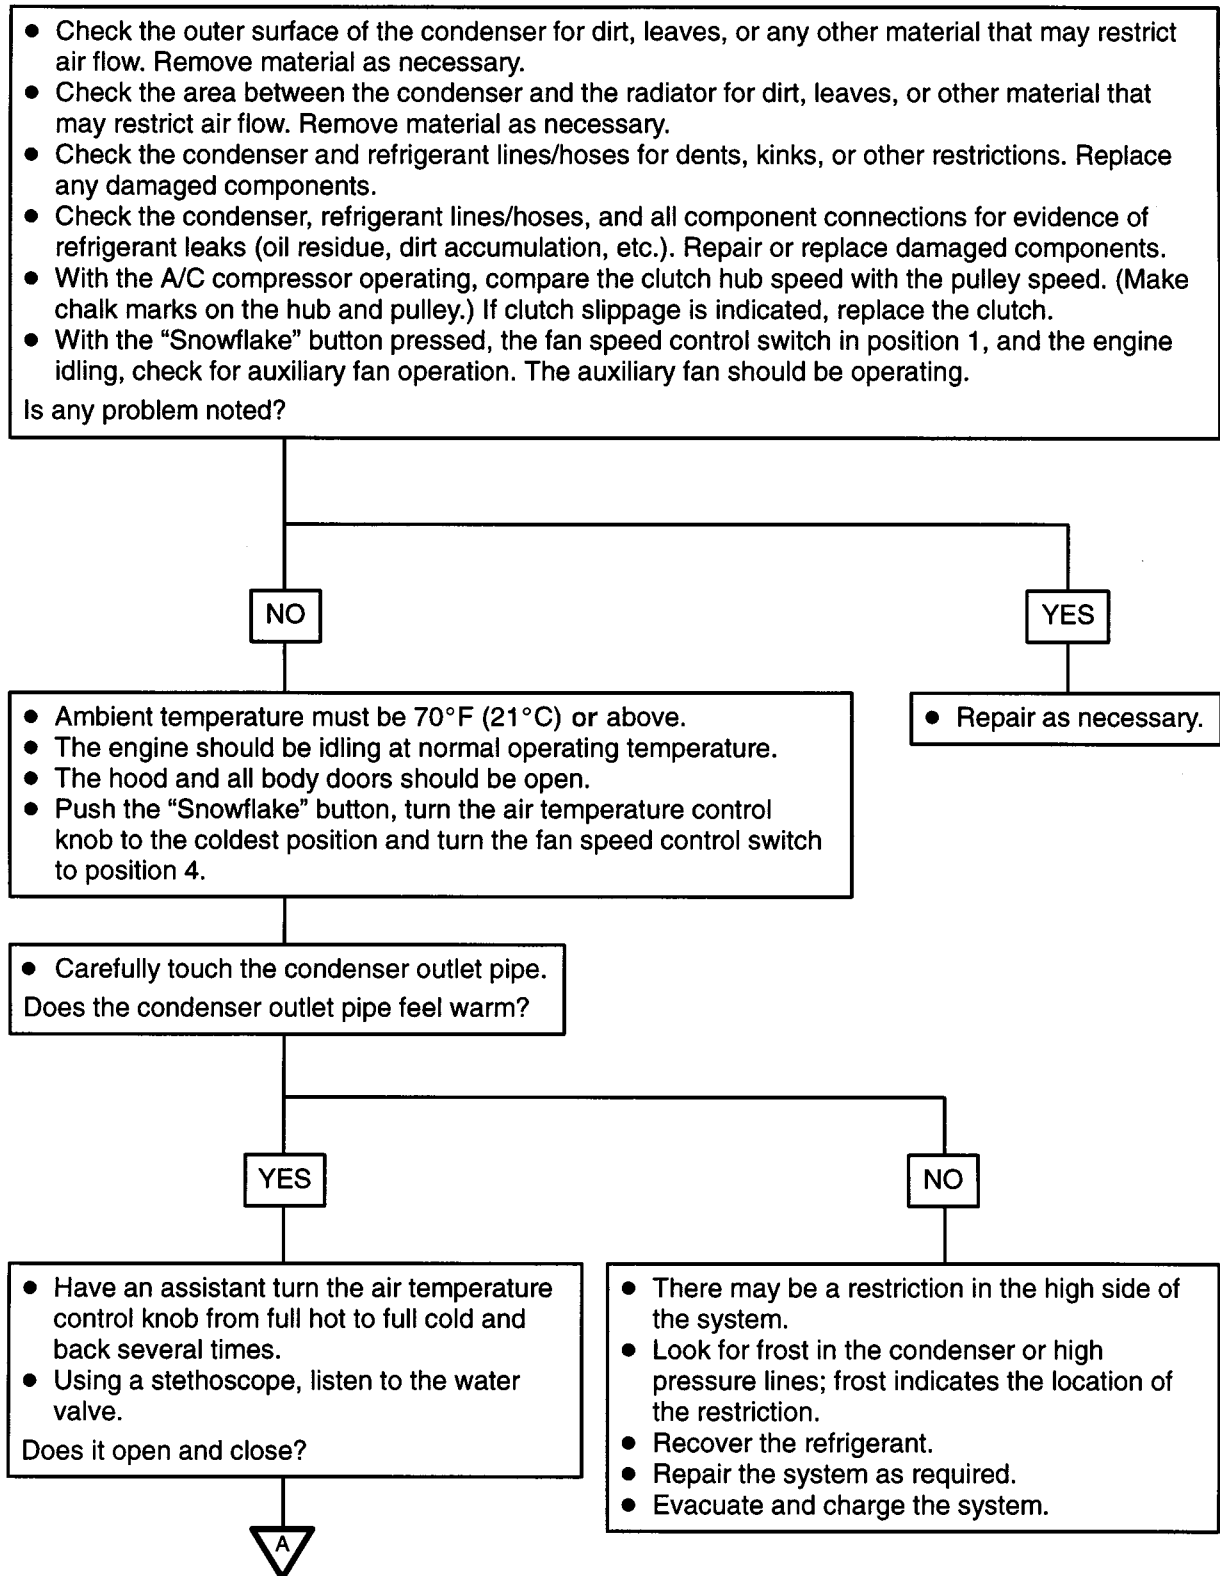 ● Check the outer surface of the condenser for dirt, leaves, or any other material that may restrict
air flow. Remove material as necessary.
● Check the area between the condenser and the radiator for dirt, leaves, or other material that
may restrict air flow. Remove material as necessary.
● Check the condenser and refrigerant lines/hoses for dents, kinks, or other restrictions. Replace
any damaged components.
● Check the condenser, refrigerant lines/hoses, and all component connections for evidence of
refrigerant leaks (oil residue, dirt accumulation, etc.). Repair or replace damaged components.
● With the A/C compressor operating, compare the clutch hub speed with the pulley speed. (Make
chalk marks on the hub and pulley.) If clutch slippage is indicated, replace the clutch.
● With the “Snowflake” button pressed, the fan speed control switch in position 1, and the engine
idling, check for auxiliary fan operation. The auxiliary fan should be operating.
Is any problem noted?
NO
YES
● Ambient temperature must be 70°F (21°C) or above.
● The engine should be idling at normal operating temperature.
● The hood and all body doors should be open.
● Push the “Snowflake” button, turn the air temperature control
knob to the coldest position and turn the fan speed control switch
to position 4.
● Repair as necessary.
● Carefully touch the condenser outlet pipe.
Does the condenser outlet pipe feel warm?
YES
NO
● Have an assistant turn the air temperature
control knob from full hot to full cold and
back several times.
● Using a stethoscope, listen to the water
valve.
Does it open and close?
● There may be a restriction in the high side of
the system.
● Look for frost in the condenser or high
pressure lines; frost indicates the location of
the restriction.
● Recover the refrigerant.
● Repair the system as required.
● Evacuate and charge the system.
A